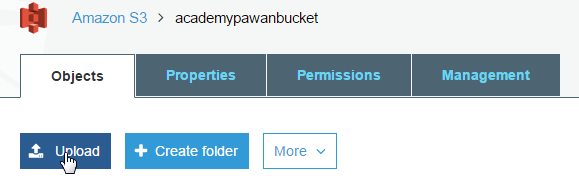 Amazon S3 > academypawanbucket
Objects Properties Permissions Management
Upload Create folder More